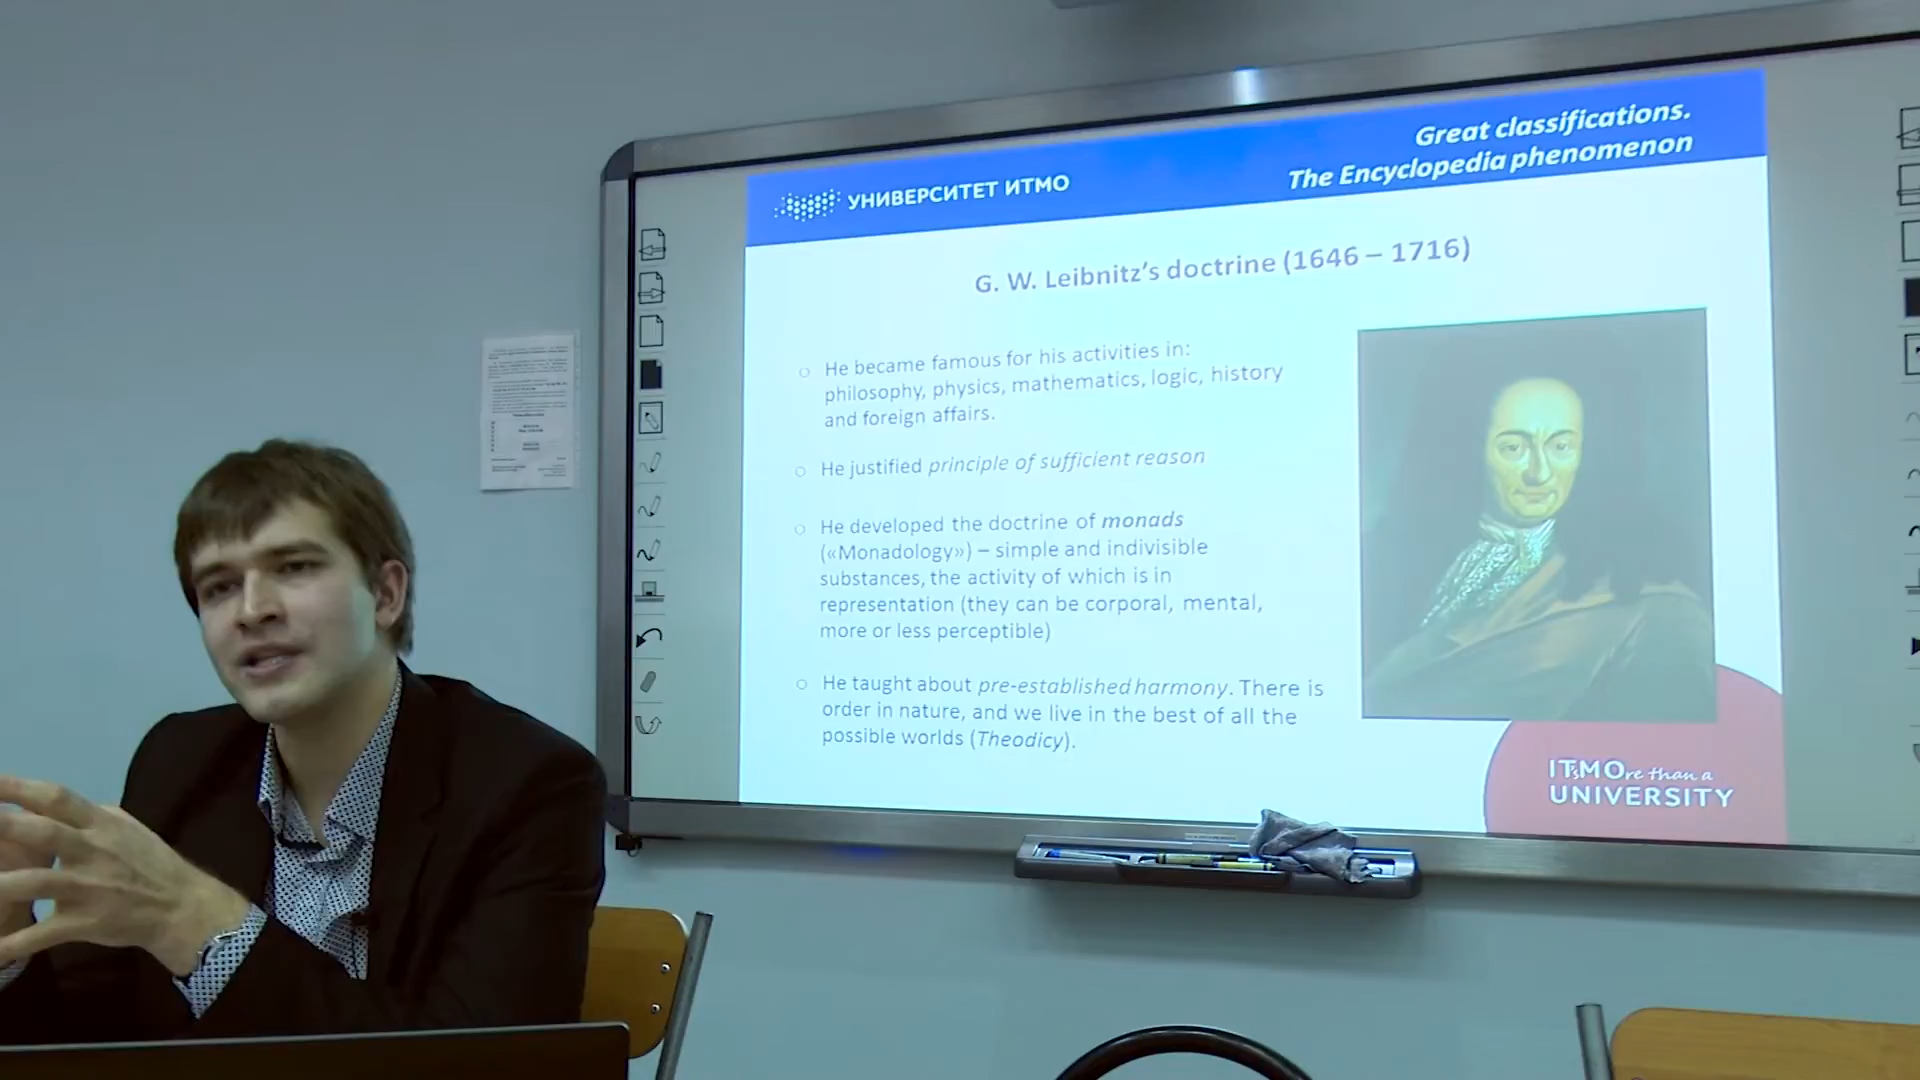 Great classifications.
The Encyclopedia phenomenon
УНИВЕРСИТЕТ ИТМО
G. W. Leibnitz’s doctrine (1646 – 1716)
He became famous for his activities in:
philosophy, physics, mathematics, logic, history
and foreign affairs.
He justified principle of sufficient reason
He developed the doctrine of monads
(«Monadology») – simple and indivisible
substances, the activity of which is in
representation (they can be corporal, mental,
more or less perceptible)
He taught about pre-established harmony. There is
order in nature, and we live in the best of all the
possible worlds (Theodicy).
IT'sMOre than a
UNIVERSITY